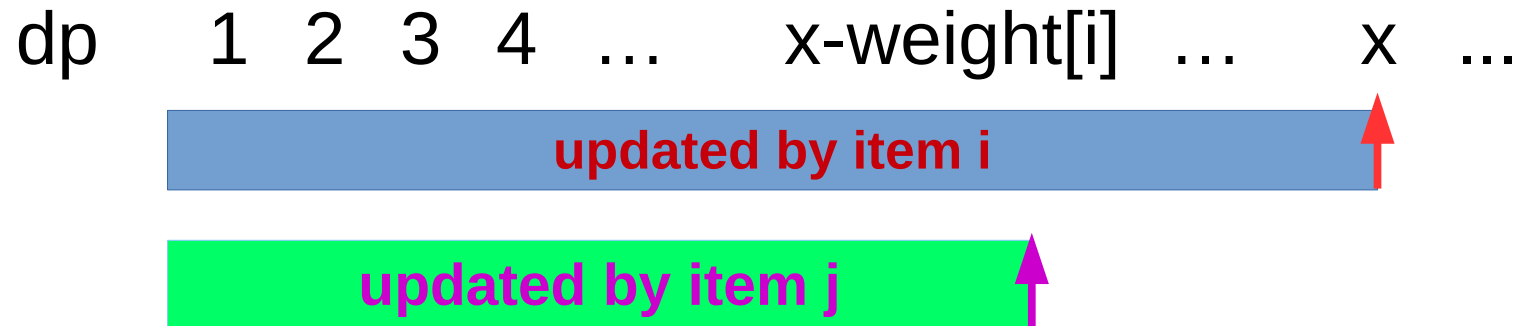 dp 1 2 3 4 … x-weight[i] … x ...
updated by item i
updated by item j